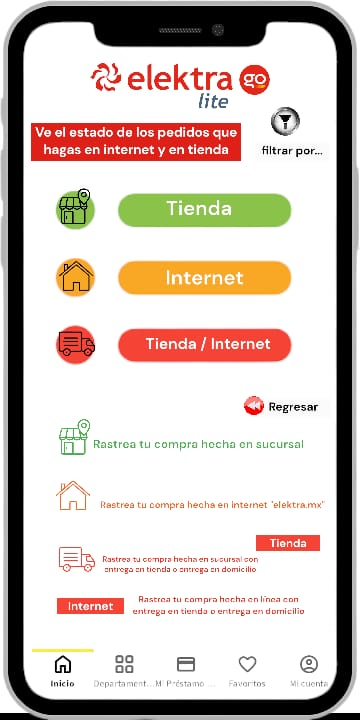 elektra go
lite
Ve el estado de los pedidos que
hagas en internet y en tienda
filtrar por...
Tienda
Internet
Tienda / Internet
Regresar
Rastrea tu compra hecha en sucursal
Rastrea tu compra hecha en internet "elektra.mx"
Tienda
Rastrea tu compra hecha en sucursal con
entrega en tienda o entrega en domicilio
Internet
Rastrea tu compra hecha en línea con
entrega en tienda o entrega en domicilio
Inicio
Departament...
Mi Préstamo ...
Favoritos
Mi cuenta